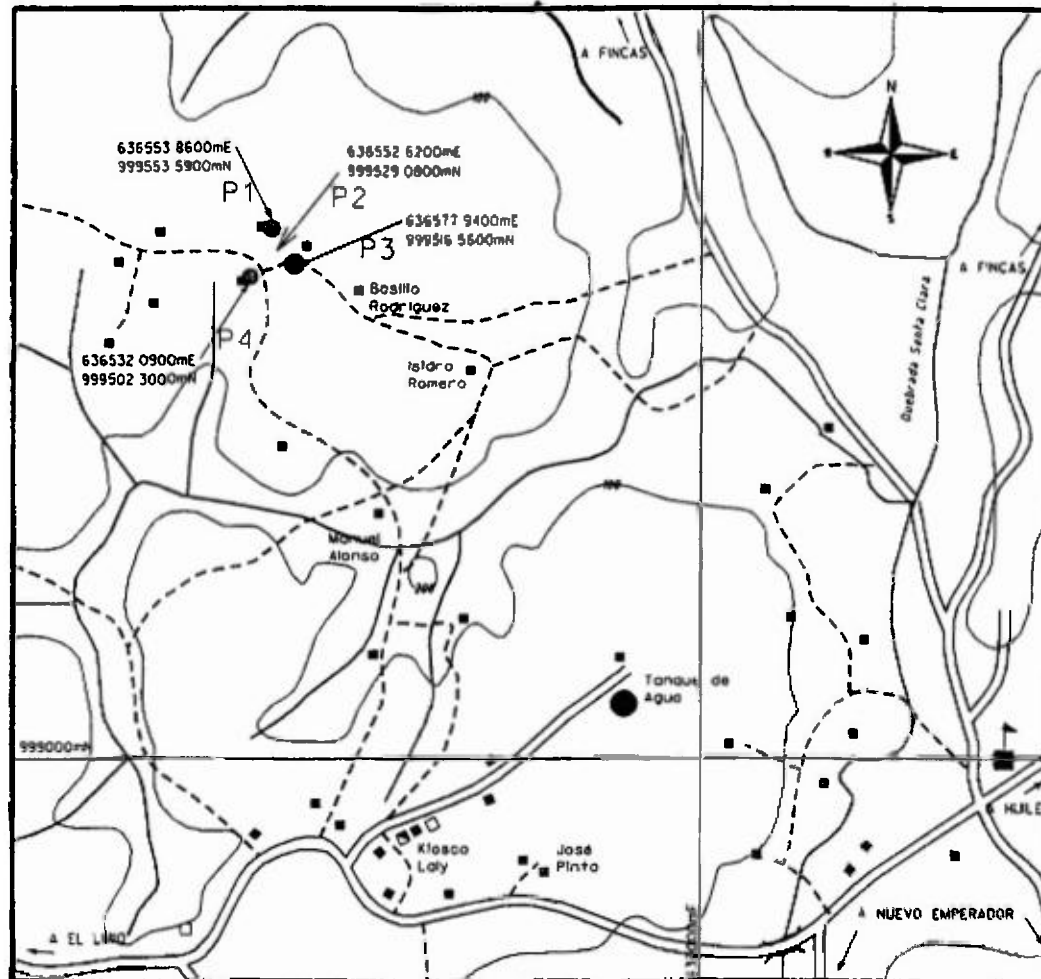 A FINCAS
N
E
S
636553 8600mE
999553 5900mN
P1
636552 6200mE
999529 0800mN
P2
636577 9400mE
999516 5600mN
P3
Basilio
Rodriguez
A FINCAS
Quebrada Santa Clara
P4
636532 0900mE
999502 3000mN
Isidro
Romero
Manuel
Alonso
Tanque de
Agua
999000mN
Kiosco
Laly
José
Pinto
A NUEVO EMPERADOR
A EL